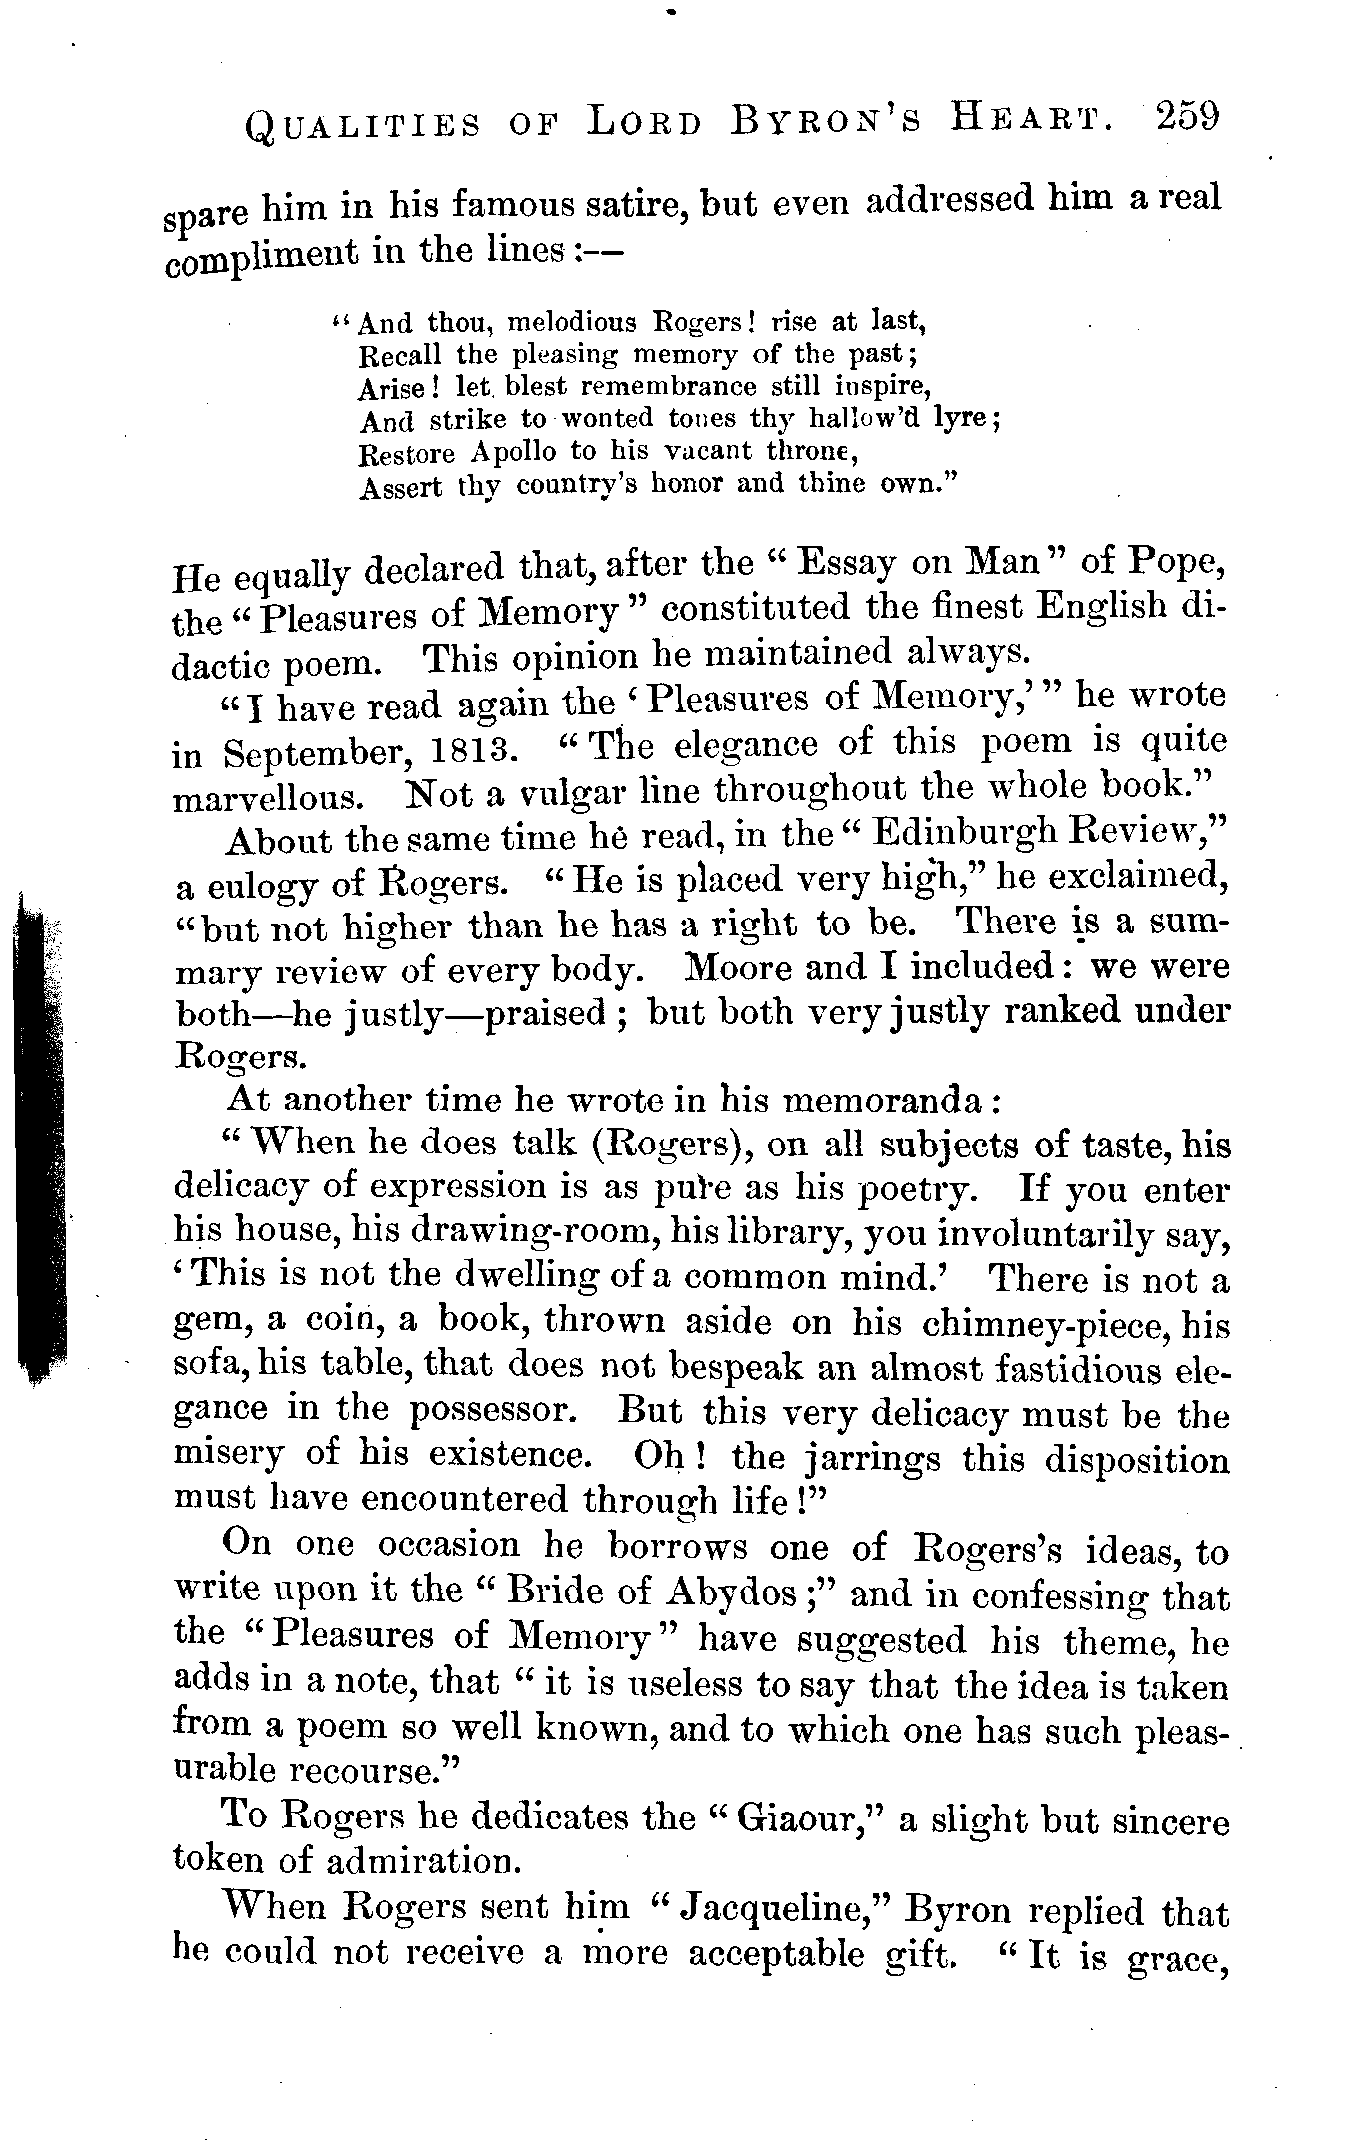 QUALITIES OF LORD BYRON'S HEART. 259
spare him in his famous satire, but even addressed him a real
compliment in the lines :--
"And thou, melodious Rogers! rise at last,
Recall the pleasing memory of the past;
Arise! let blest remembrance still inspire,
And strike to wonted tones thy hallow'd lyre;
Restore Apollo to his vacant throne,
Assert thy country's honor and thine own."
He equally declared that, after the "Essay on Man" of Pope,
the "Pleasures of Memory" constituted the finest English di-
dactic poem. This opinion he maintained always.
"I have read again the 'Pleasures of Memory,'" he wrote
in September, 1813. "The elegance of this poem is quite
marvellous. Not a vulgar line throughout the whole book."
About the same time he read, in the "Edinburgh Review,"
a eulogy of Rogers. "He is placed very high," he exclaimed,
"but not higher than he has a right to be. There is a sum-
mary review of every body. Moore and I included: we were
both—he justly—praised; but both very justly ranked under
Rogers.
At another time he wrote in his memoranda:
"When he does talk (Rogers), on all subjects of taste, his
delicacy of expression is as pure as his poetry. If you enter
his house, his drawing-room, his library, you involuntarily say,
'This is not the dwelling of a common mind.' There is not a
gem, a coin, a book, thrown aside on his chimney-piece, his
sofa, his table, that does not bespeak an almost fastidious ele-
gance in the possessor. But this very delicacy must be the
misery of his existence. Oh! the jarrings this disposition
must have encountered through life!"
On one occasion he borrows one of Rogers's ideas, to
write upon it the "Bride of Abydos;" and in confessing that
the "Pleasures of Memory" have suggested his theme, he
adds in a note, that "it is useless to say that the idea is taken
from a poem so well known, and to which one has such pleas-
urable recourse."
To Rogers he dedicates the "Giaour," a slight but sincere
token of admiration.
When Rogers sent him "Jacqueline," Byron replied that
he could not receive a more acceptable gift. "It is grace,